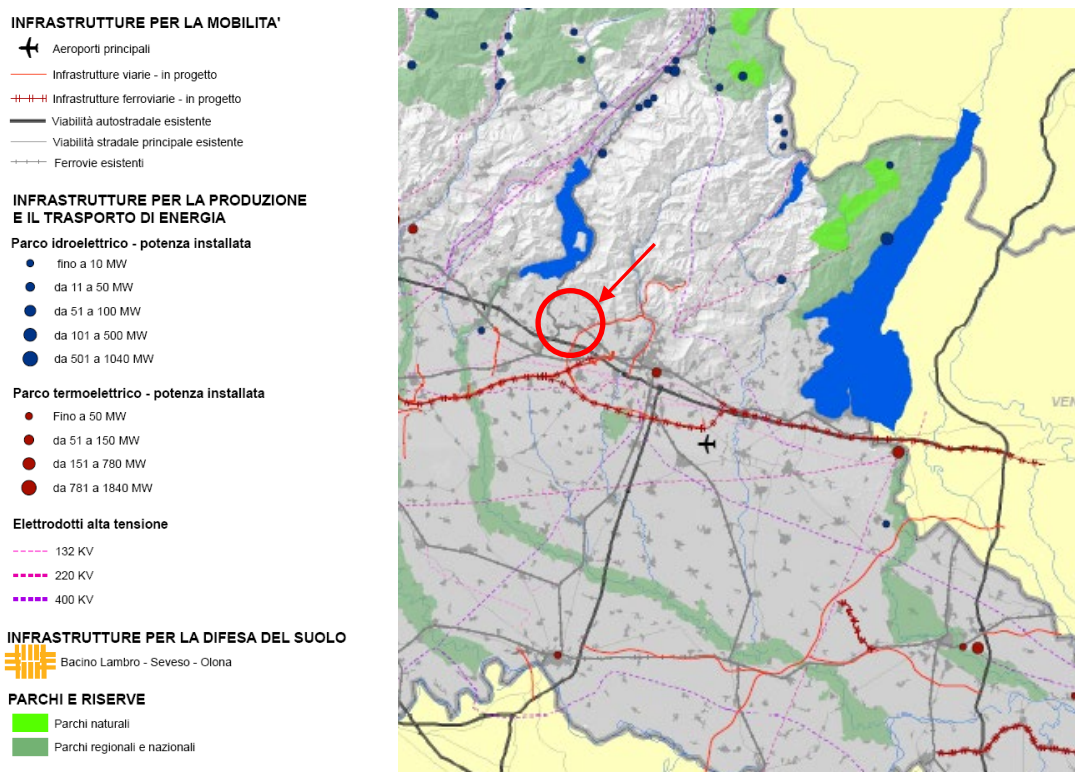 INFRASTRUTTURE PER LA MOBILITA'
Aeroporti principali
Infrastrutture viarie - in progetto
Infrastrutture ferroviarie - in progetto
Viabilità autostradale esistente
Viabilità stradale principale esistente
Ferrovie esistenti
INFRASTRUTTURE PER LA PRODUZIONE
E IL TRASPORTO DI ENERGIA
Parco idroelettrico - potenza installata
fino a 10 MW
da 11 a 50 MW
da 51 a 100 MW
da 101 a 500 MW
da 501 a 1040 MW
Parco termoelettrico - potenza installata
Fino a 50 MW
da 51 a 150 MW
da 151 a 780 MW
da 781 a 1840 MW
Elettrodotti alta tensione
132 KV
220 KV
400 KV
INFRASTRUTTURE PER LA DIFESA DEL SUOLO
Bacino Lambro - Seveso - Olona
PARCHI E RISERVE
Parchi naturali
Parchi regionali e nazionali
VEN